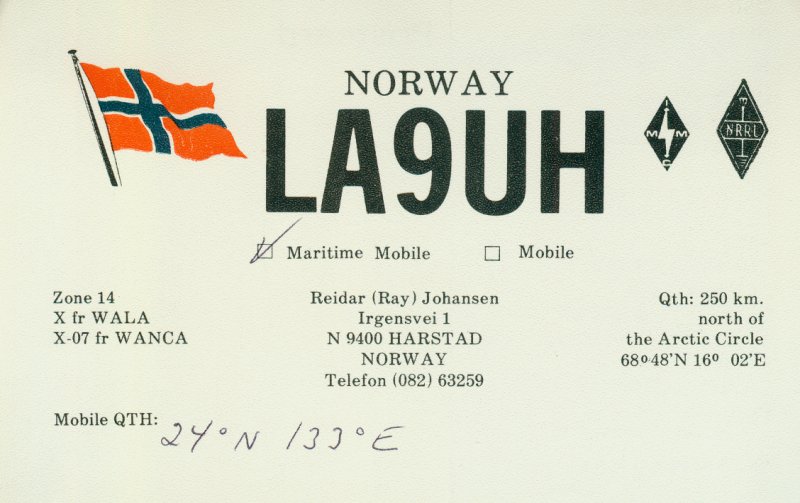 NORWAY
LA9UH
I
M M
C
F
NRRL
Maritime Mobile
Mobile
Zone 14
X fr WALA
X-07 fr WANCA
Reidar (Ray) Johansen
Irgensvei 1
N 9400 HARSTAD
NORWAY
Telefon (082) 63259
Qth: 250 km.
north of
the Arctic Circle
68º48'N 16º 02'E
Mobile QTH: 24°N 133°E